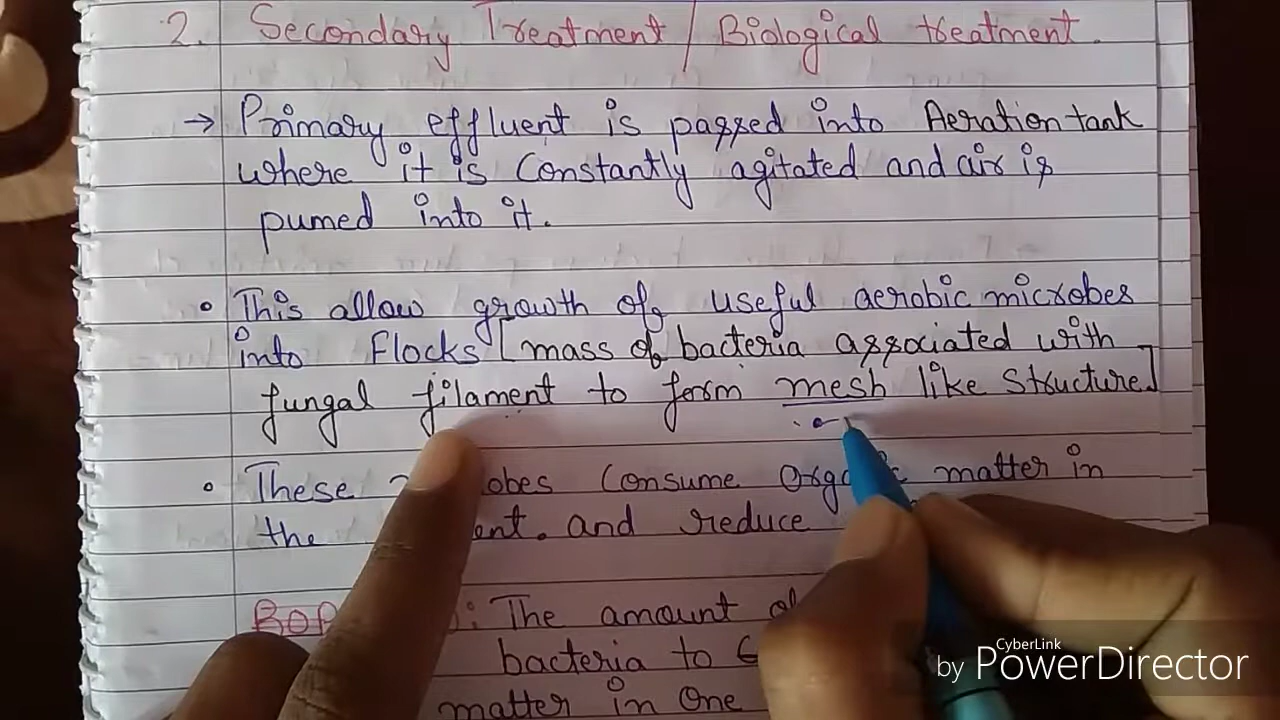 2. Secondary Treatment / Biological treatment.
→ Primary effluent is passed into Aeration tank
where it is Constantly agitated and air is
pumed into it.
• This allow growth of useful aerobic microbes
into Flocks [mass of bacteria associated with
fungal filament to form mesh like structure]
• These consume matter in
the and reduce
The amount
bacteria to
matter in One
CyberLink
by PowerDirector